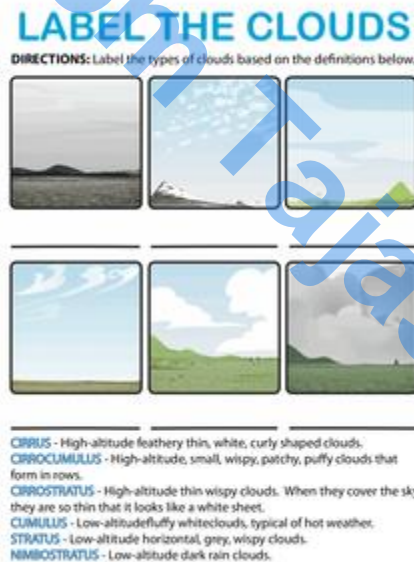 LABEL THE CLOUDS
DIRECTIONS: Label the types of clouds based on the definitions below.
CIRRUS - High-altitude feathery thin, white, curly shaped clouds.
CIRROCUMULUS - High-altitude, small, wispy, patchy, puffy clouds that
form in rows.
CIRROSTRATUS - High-altitude thin wispy clouds. When they cover the sky
they are so thin that it looks like a white sheet.
CUMULUS - Low-altitudefluffy whiteclouds, typical of hot weather.
STRATUS - Low-altitude horizontal, grey, wispy clouds.
NIMBOSTRATUS - Low-altitude dark rain clouds.